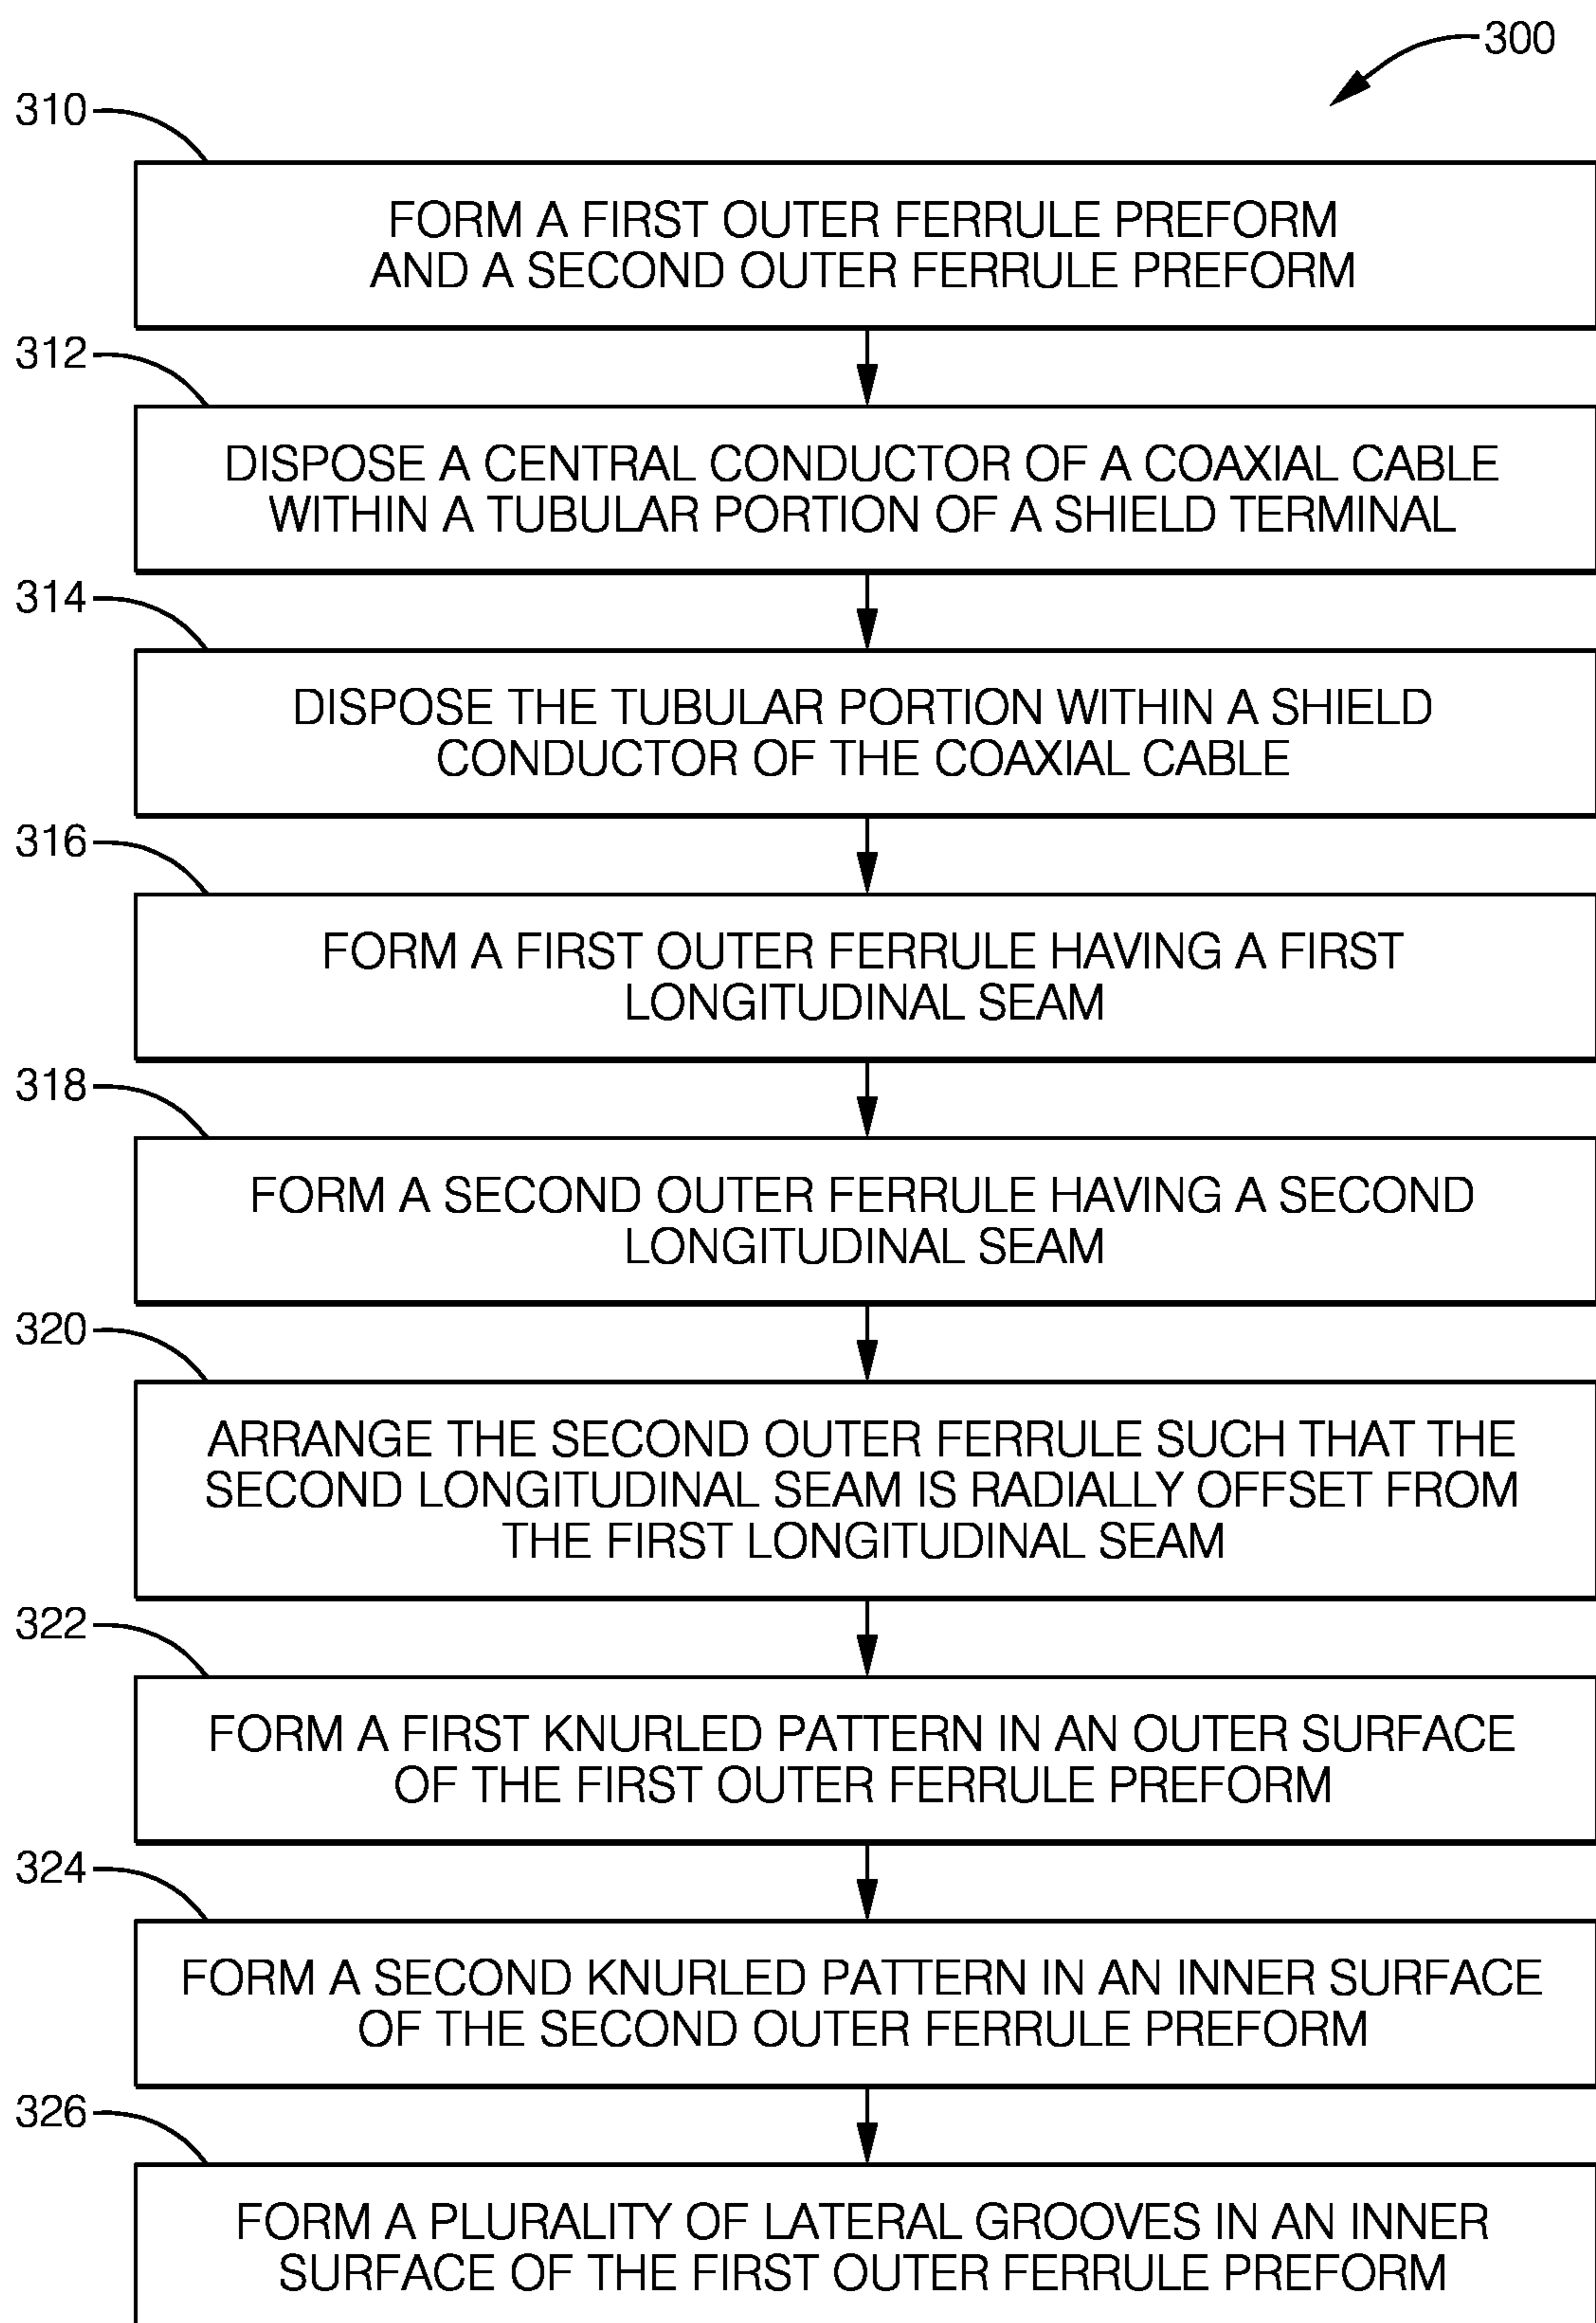 300
310
FORM A FIRST OUTER FERRULE PREFORM
AND A SECOND OUTER FERRULE PREFORM
312
DISPOSE A CENTRAL CONDUCTOR OF A COAXIAL CABLE
WITHIN A TUBULAR PORTION OF A SHIELD TERMINAL
314
DISPOSE THE TUBULAR PORTION WITHIN A SHIELD
CONDUCTOR OF THE COAXIAL CABLE
316
FORM A FIRST OUTER FERRULE HAVING A FIRST
LONGITUDINAL SEAM
318
FORM A SECOND OUTER FERRULE HAVING A SECOND
LONGITUDINAL SEAM
320
ARRANGE THE SECOND OUTER FERRULE SUCH THAT THE
SECOND LONGITUDINAL SEAM IS RADIALLY OFFSET FROM
THE FIRST LONGITUDINAL SEAM
322
FORM A FIRST KNURLED PATTERN IN AN OUTER SURFACE
OF THE FIRST OUTER FERRULE PREFORM
324
FORM A SECOND KNURLED PATTERN IN AN INNER SURFACE
OF THE SECOND OUTER FERRULE PREFORM
326
FORM A PLURALITY OF LATERAL GROOVES IN AN INNER
SURFACE OF THE FIRST OUTER FERRULE PREFORM